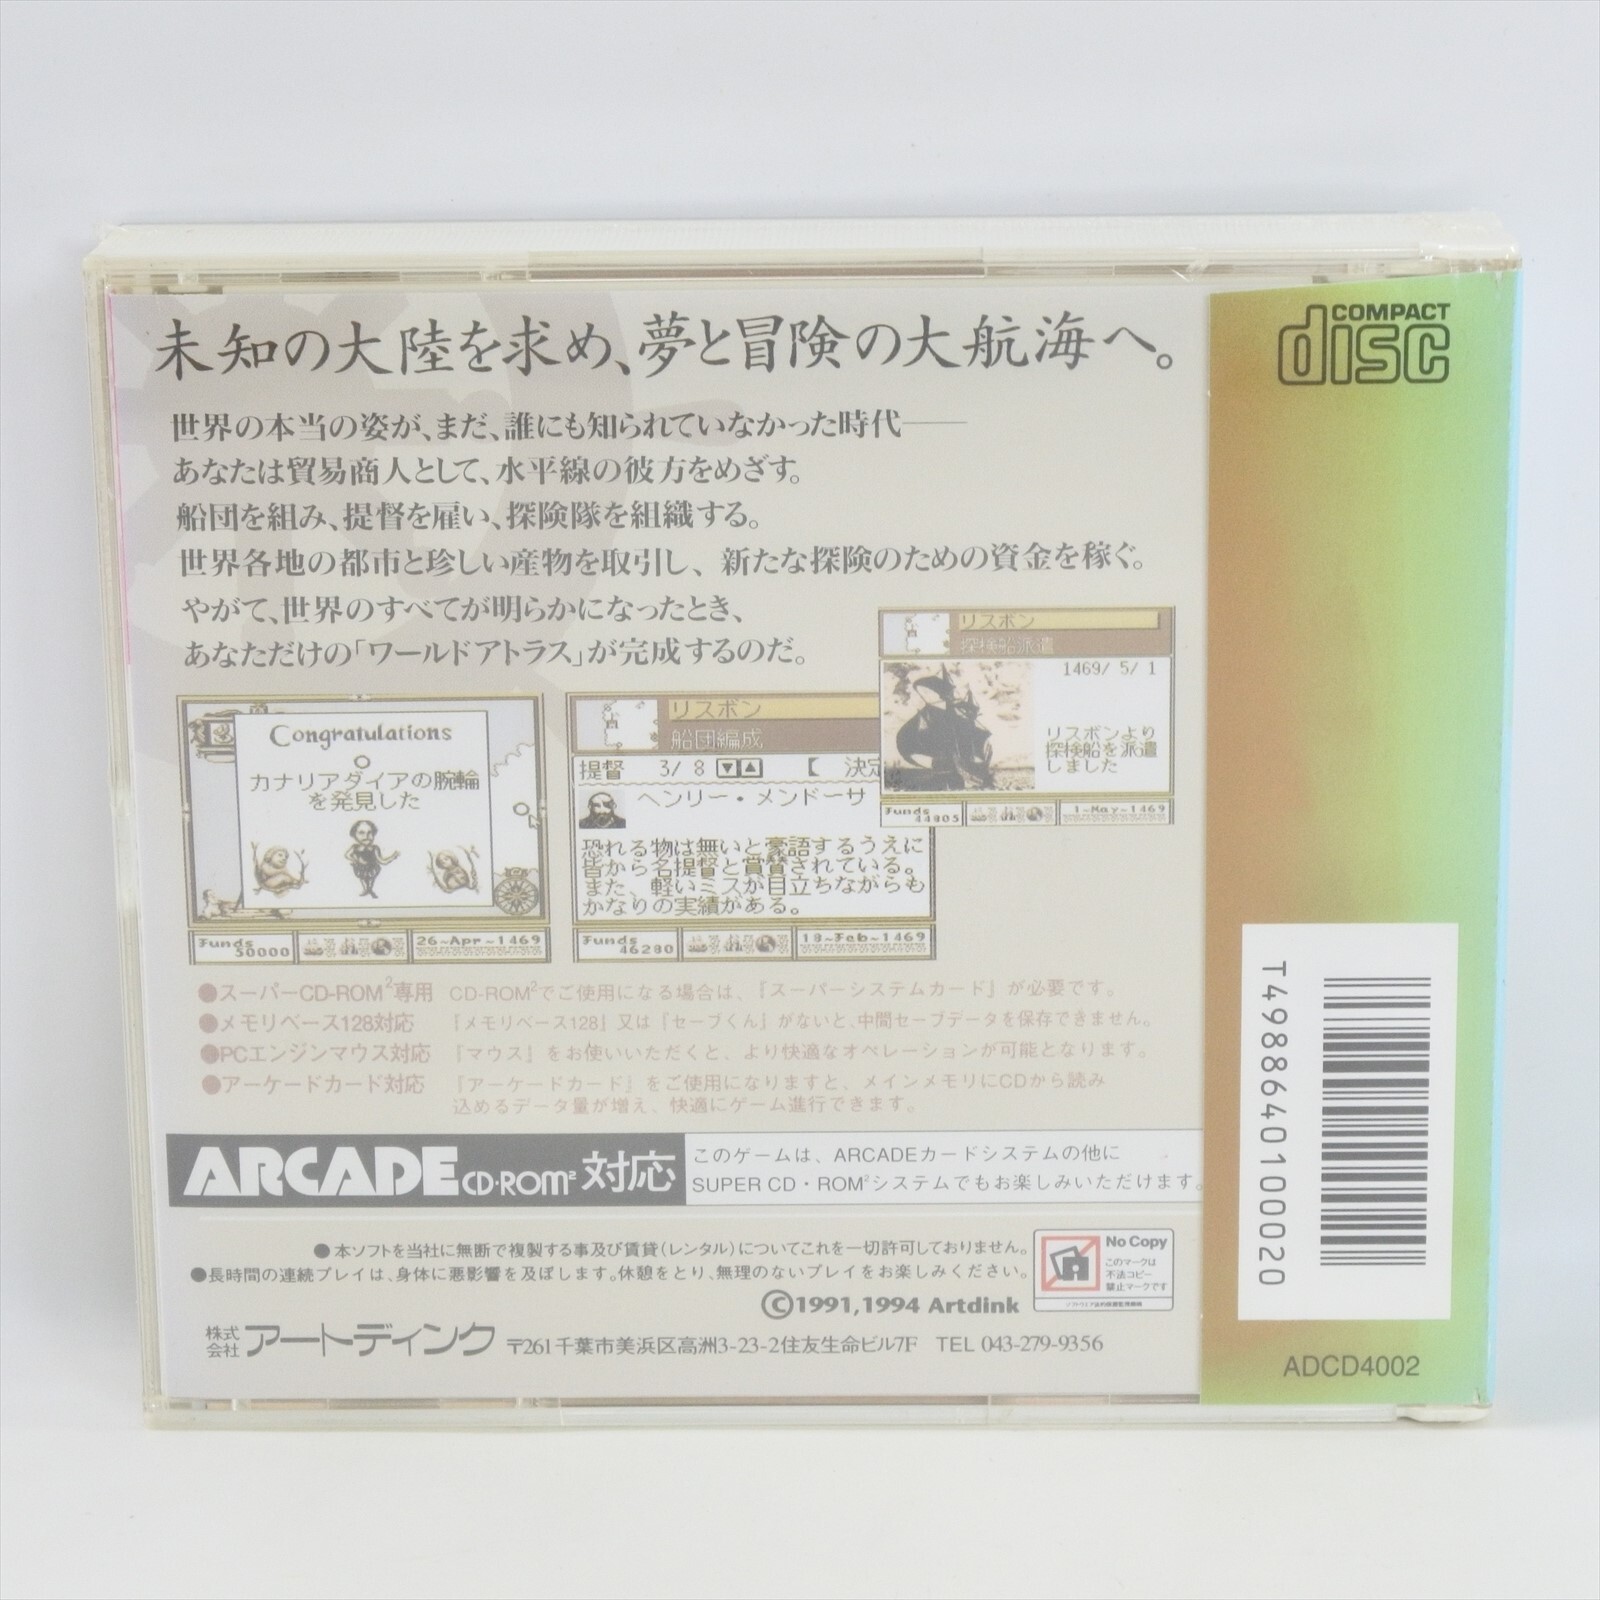 未知の大陸を求め、夢と冒険の大航海へ。
世界の本当の姿が、まだ、誰にも知られていなかった時代──
あなたは貿易商人として、水平線の彼方をめざす。
船団を組み、提督を雇い、探険隊を組織する。
世界各地の都市と珍しい産物を取引し、新たな探険のための資金を稼ぐ。
やがて、世界のすべてが明らかになったとき、
あなただけの「ワールドアトラス」が完成するのだ。
Congratulations
カナリアダイアの腕輪
を発見した
Funds
50000
26-Apr-1469
リスボン
船団編成
提督 3/ 8 ▼▲ 【 決定
ヘンリー・メンドーサ
恐れる物は無いと豪語するうえに
皆から名提督と賞賛されている。
また、軽いミスが目立ちながらも
かなりの実績がある。
Funds
46280
18-Feb-1469
リスボン
探検船派遣
1469/ 5/ 1
リスボンより
探検船を派遣
しました
Funds
44805
1-May-1469
●スーパーCD-ROM²専用 CD-ROM²でご使用になる場合は、『スーパーシステムカード』が必要です。
●メモリベース128対応 『メモリベース128』又は『セーブくん』がないと、中間セーブデータを保存できません。
●PCエンジンマウス対応 『マウス』をお使いいただくと、より快適なオペレーションが可能となります。
●アーケードカード対応 『アーケードカード』をご使用になりますと、メインメモリにCDから読み
込めるデータ量が増え、快適にゲーム進行できます。
ARCADE CD・ROM²対応
このゲームは、ARCADEカードシステムの他に
SUPER CD・ROM²システムでもお楽しみいただけます。
●本ソフトを当社に無断で複製する事及び賃貸(レンタル)についてこれを一切許可しておりません。
●長時間の連続プレイは、身体に悪影響を及ぼします。休憩をとり、無理のないプレイをお楽しみください。
©1991,1994 Artdink
No Copy
このマークは
不法コピー
禁止マークです
株式会社 アートディンク 〒261千葉市美浜区高洲3-23-2住友生命ビル7F TEL 043-279-9356
COMPACT
disc
T4988640100020
ADCD4002